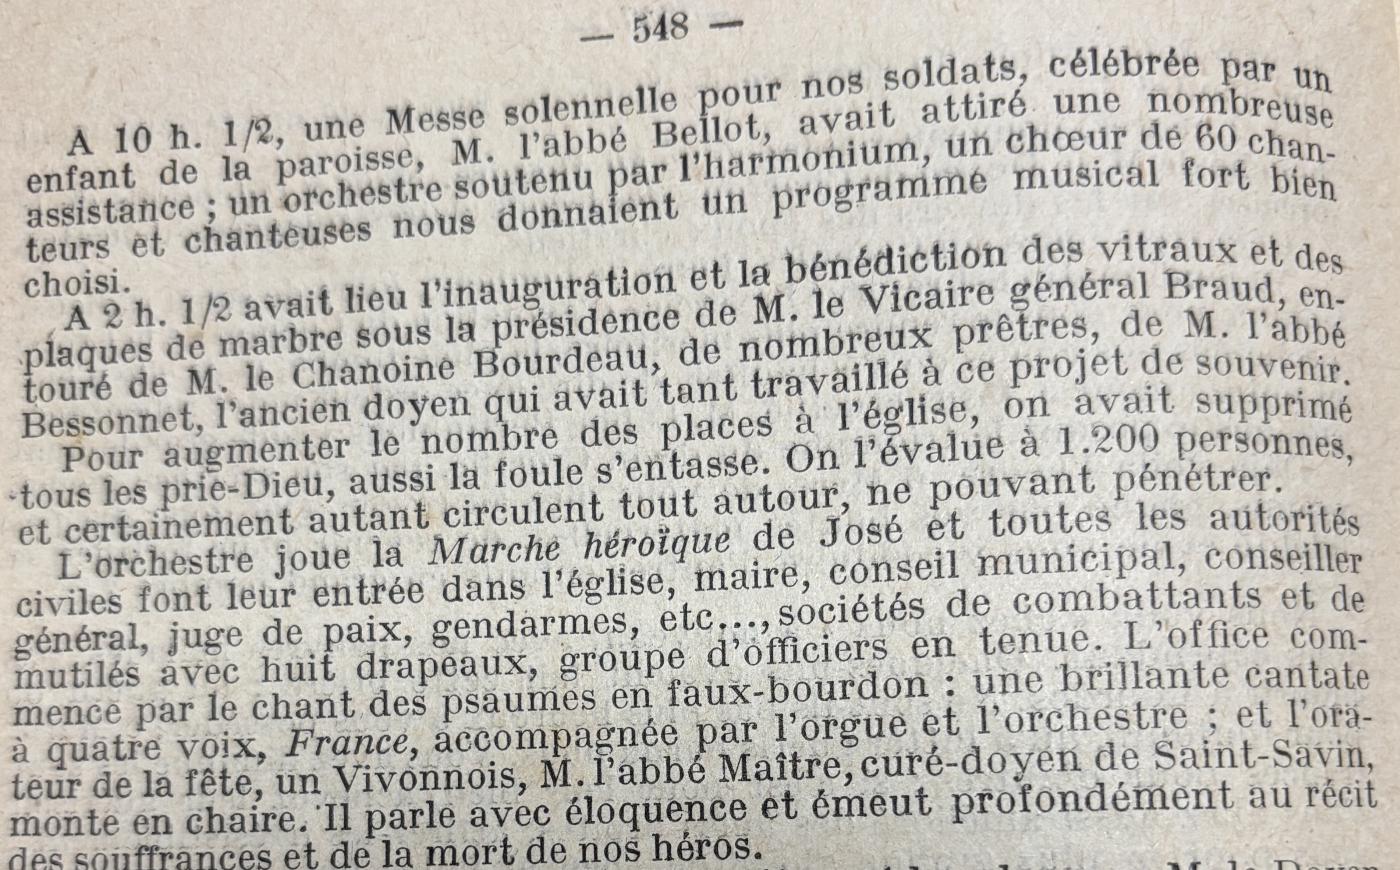 — 548 —
A 10 h. 1/2, une Messe solennelle pour nos soldats, célébrée par un
enfant de la paroisse, M. l'abbé Bellot, avait attiré une nombreuse
assistance ; un orchestre soutenu par l'harmonium, un chœur de 60 chan-
teurs et chanteuses nous donnaient un programme musical fort bien
choisi.
A 2 h. 1/2 avait lieu l'inauguration et la bénédiction des vitraux et des
plaques de marbre sous la présidence de M. le Vicaire général Braud, en-
touré de M. le Chanoine Bourdeau, de nombreux prêtres, de M. l'abbé
Bessonnet, l'ancien doyen qui avait tant travaillé à ce projet de souvenir.
Pour augmenter le nombre des places à l'église, on avait supprimé
tous les prie-Dieu, aussi la foule s'entasse. On l'évalue à 1.200 personnes,
et certainement autant circulent tout autour, ne pouvant pénétrer.
L'orchestre joue la Marche héroïque de José et toutes les autorités
civiles font leur entrée dans l'église, maire, conseil municipal, conseiller
général, juge de paix, gendarmes, etc..., sociétés de combattants et de
mutilés avec huit drapeaux, groupe d'officiers en tenue. L'office com-
mence par le chant des psaumes en faux-bourdon : une brillante cantate
à quatre voix, France, accompagnée par l'orgue et l'orchestre ; et l'ora-
teur de la fête, un Vivonnois, M. l'abbé Maître, curé-doyen de Saint-Savin,
monte en chaire. Il parle avec éloquence et émeut profondément au récit
des souffrances et de la mort de nos héros.
M. le Doyen